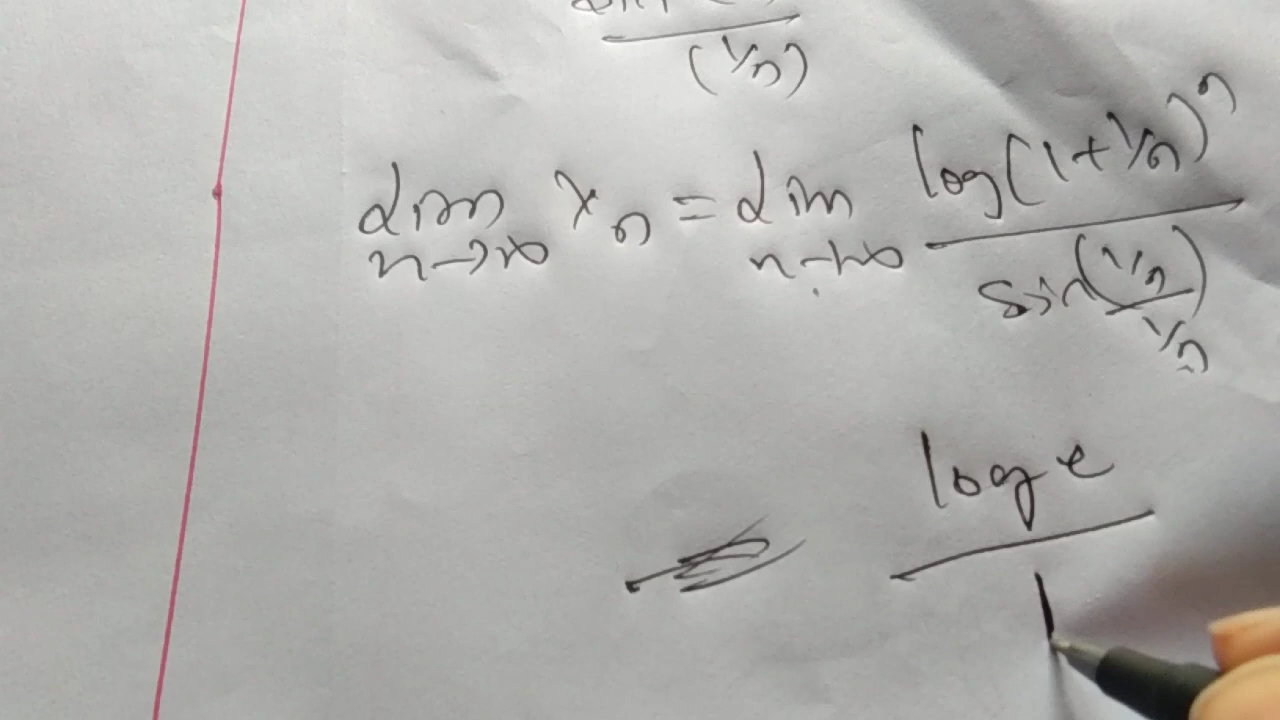 (1/n)
lim xn = lim log(1+1/n)^n
n→∞ n→∞ sin(1/n)
1/n
log e
1